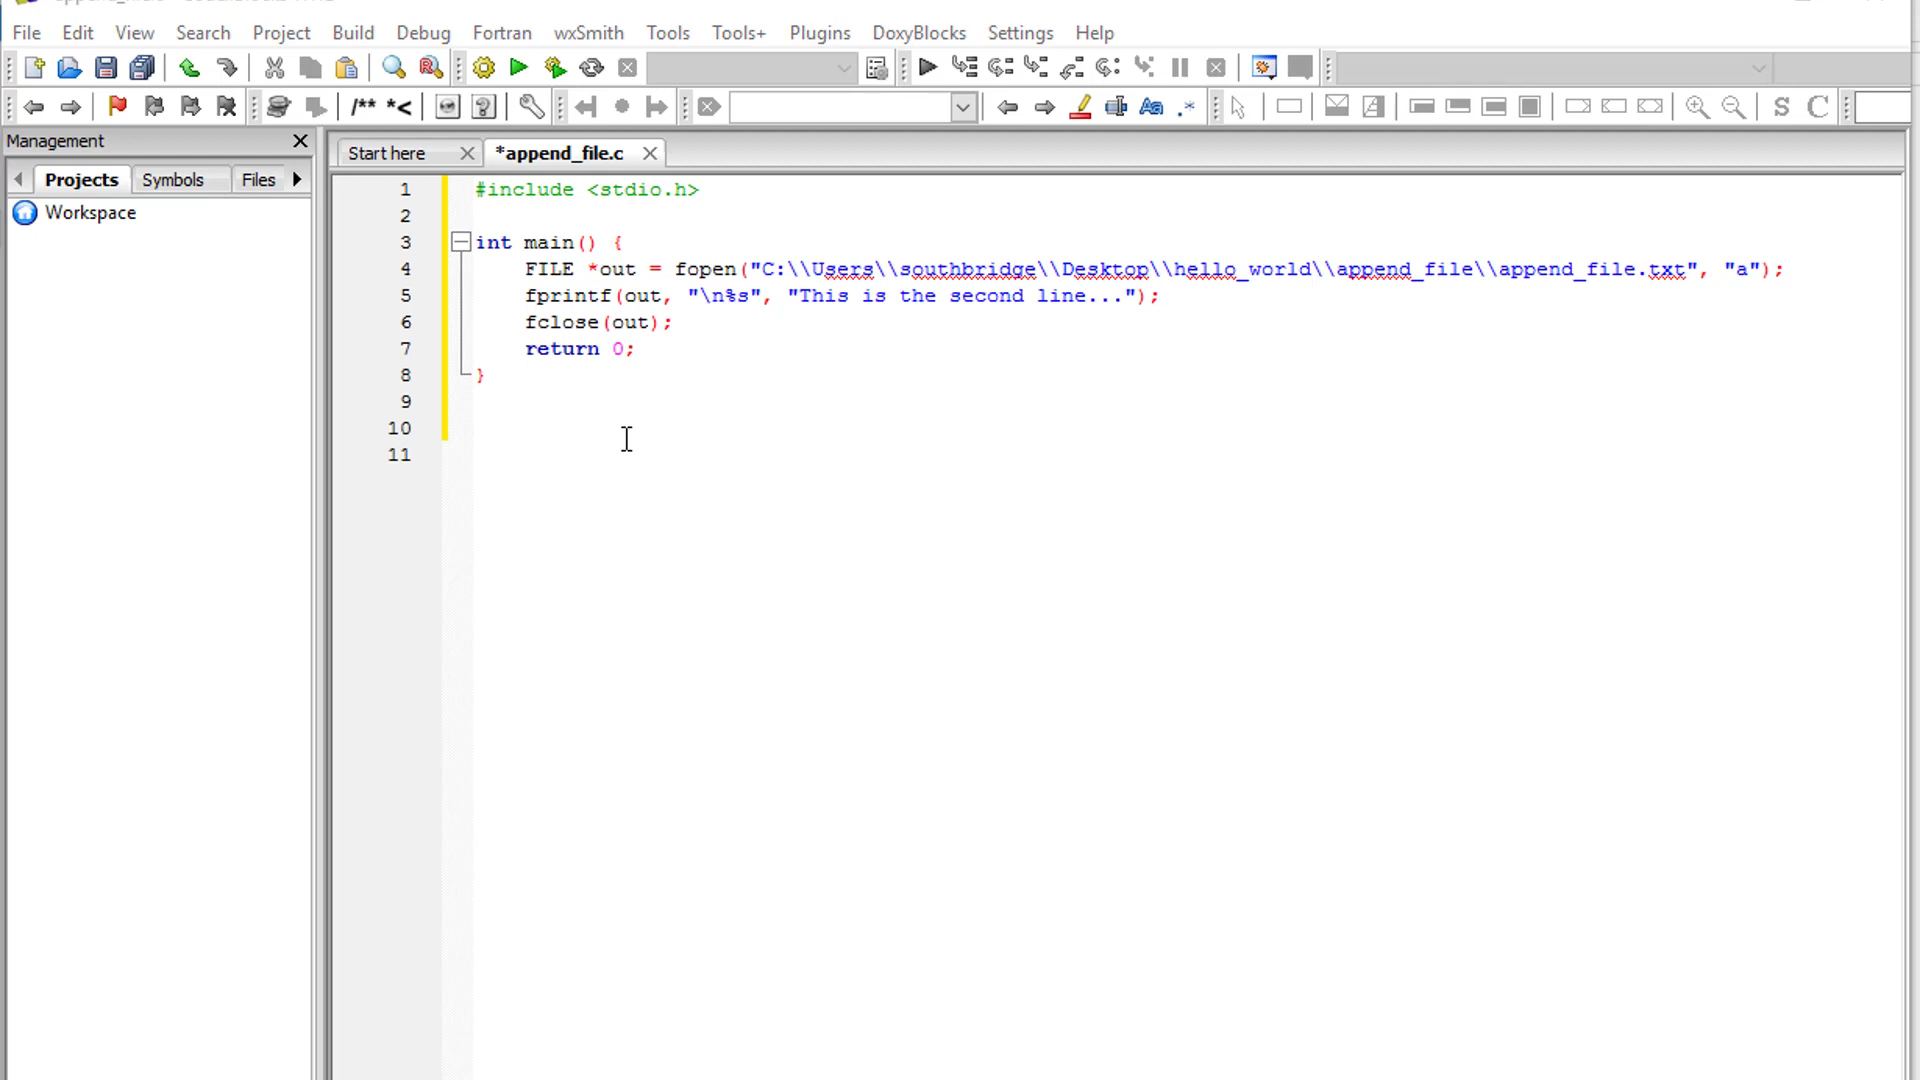 File Edit View Search Project Build Debug Fortran wxSmith Tools Tools+ Plugins DoxyBlocks Settings Help
/** *<
Aa .* S C
Management
Start here *append_file.c
Projects Symbols Files
Workspace
1 #include <stdio.h>
2
3 int main() {
4 FILE *out = fopen("C:\\Users\\southbridge\\Desktop\\hello_world\\append_file\\append_file.txt", "a");
5 fprintf(out, "\n%s", "This is the second line...");
6 fclose(out);
7 return 0;
8 }
9
10
11